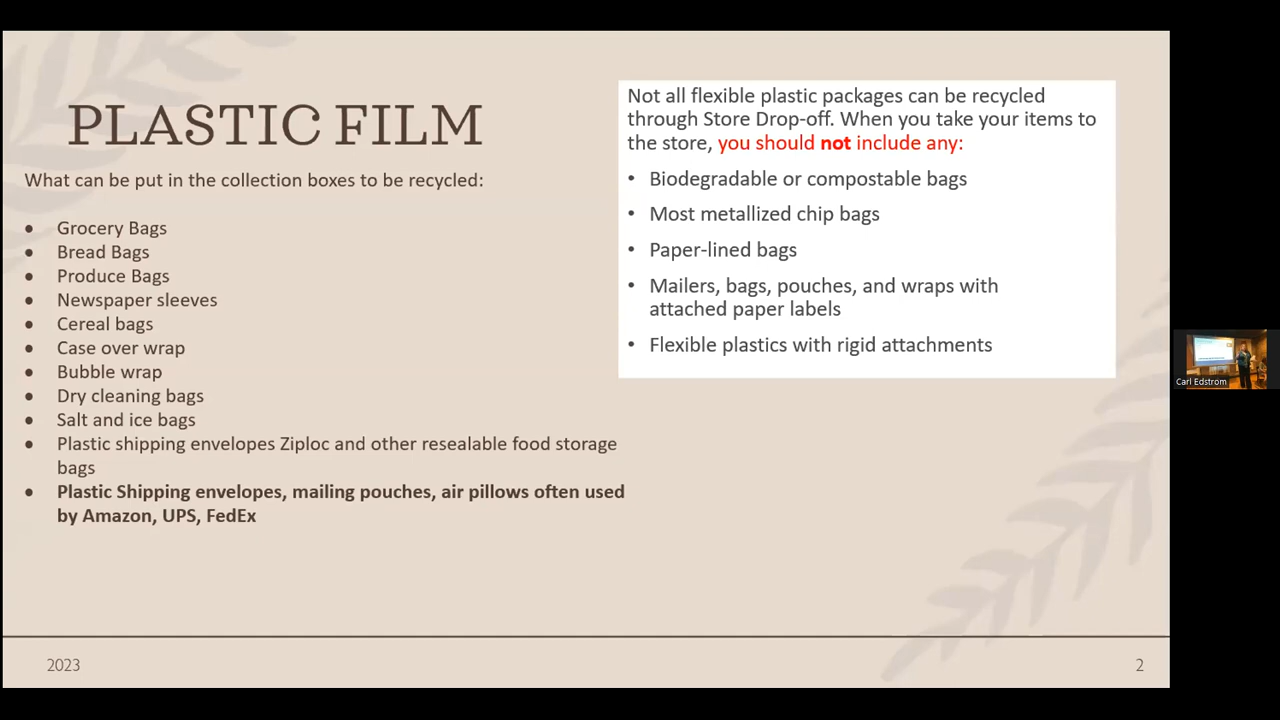 PLASTIC FILM
What can be put in the collection boxes to be recycled:
● Grocery Bags
● Bread Bags
● Produce Bags
● Newspaper sleeves
● Cereal bags
● Case over wrap
● Bubble wrap
● Dry cleaning bags
● Salt and ice bags
● Plastic shipping envelopes Ziploc and other resealable food storage
bags
● Plastic Shipping envelopes, mailing pouches, air pillows often used
by Amazon, UPS, FedEx
Not all flexible plastic packages can be recycled
through Store Drop-off. When you take your items to
the store, you should not include any:
• Biodegradable or compostable bags
• Most metallized chip bags
• Paper-lined bags
• Mailers, bags, pouches, and wraps with
attached paper labels
• Flexible plastics with rigid attachments
Carl Edstrom
2023
2